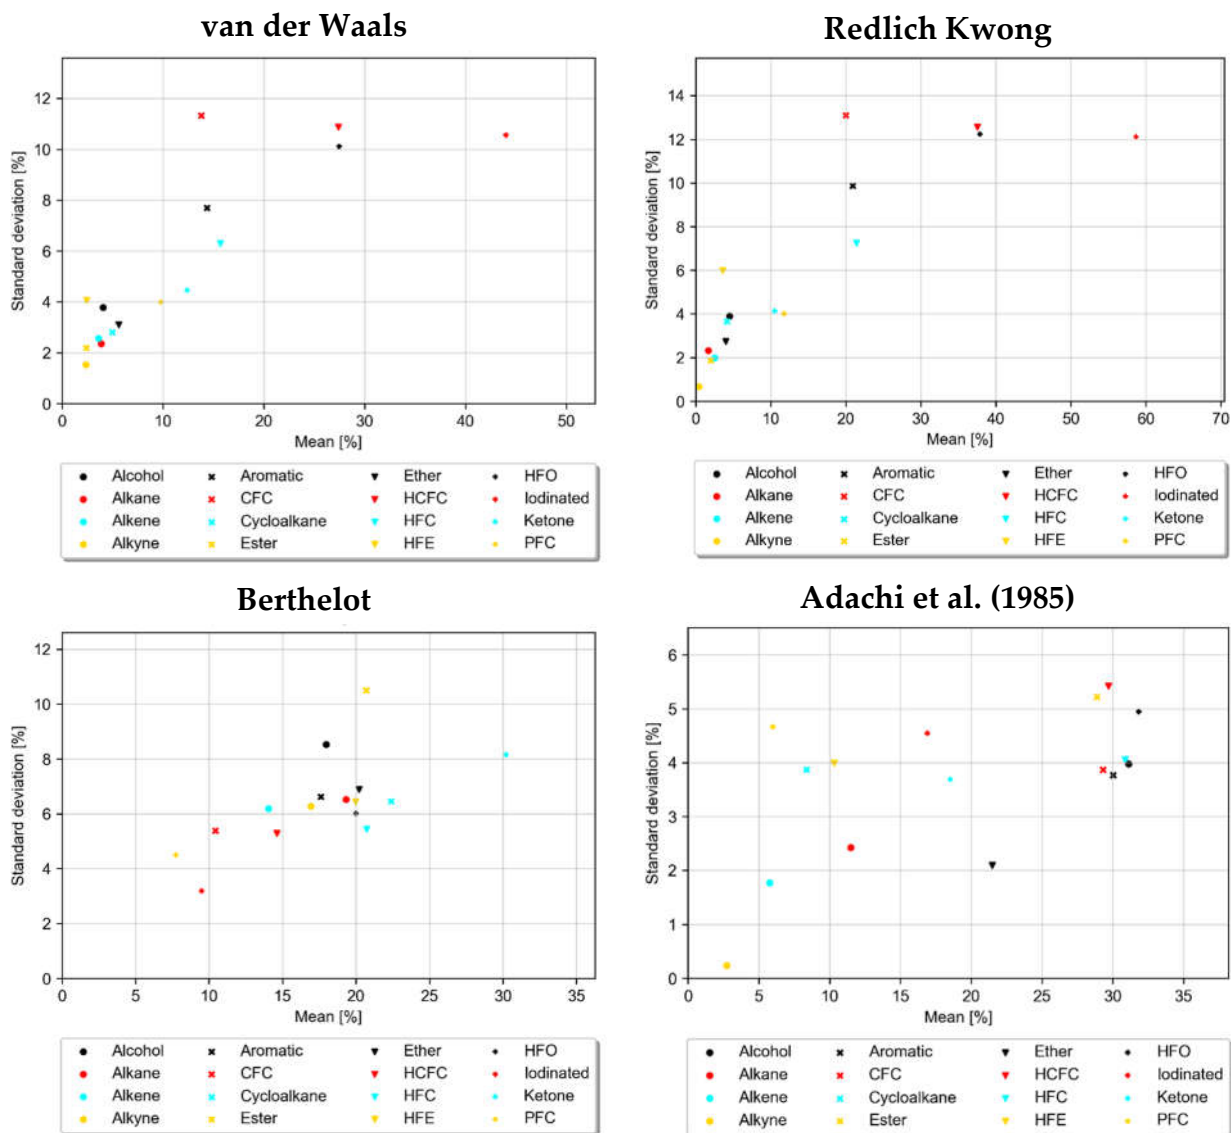 van der Waals
Redlich Kwong
12
10
8
6
4
2
0
Standard deviation [%]
0 10 20 30 40 50
Mean [%]
Alcohol Aromatic Ether HFO
Alkane CFC HCFC Iodinated
Alkene Cycloalkane HFC Ketone
Alkyne Ester HFE PFC
14
12
10
8
6
4
2
0
Standard deviation [%]
0 10 20 30 40 50 60 70
Mean [%]
Alcohol Aromatic Ether HFO
Alkane CFC HCFC Iodinated
Alkene Cycloalkane HFC Ketone
Alkyne Ester HFE PFC
Berthelot
Adachi et al. (1985)
12
10
8
6
4
2
0
Standard deviation [%]
0 5 10 15 20 25 30 35
Mean [%]
Alcohol Aromatic Ether HFO
Alkane CFC HCFC Iodinated
Alkene Cycloalkane HFC Ketone
Alkyne Ester HFE PFC
6
5
4
3
2
1
0
Standard deviation [%]
0 5 10 15 20 25 30 35
Mean [%]
Alcohol Aromatic Ether HFO
Alkane CFC HCFC Iodinated
Alkene Cycloalkane HFC Ketone
Alkyne Ester HFE PFC